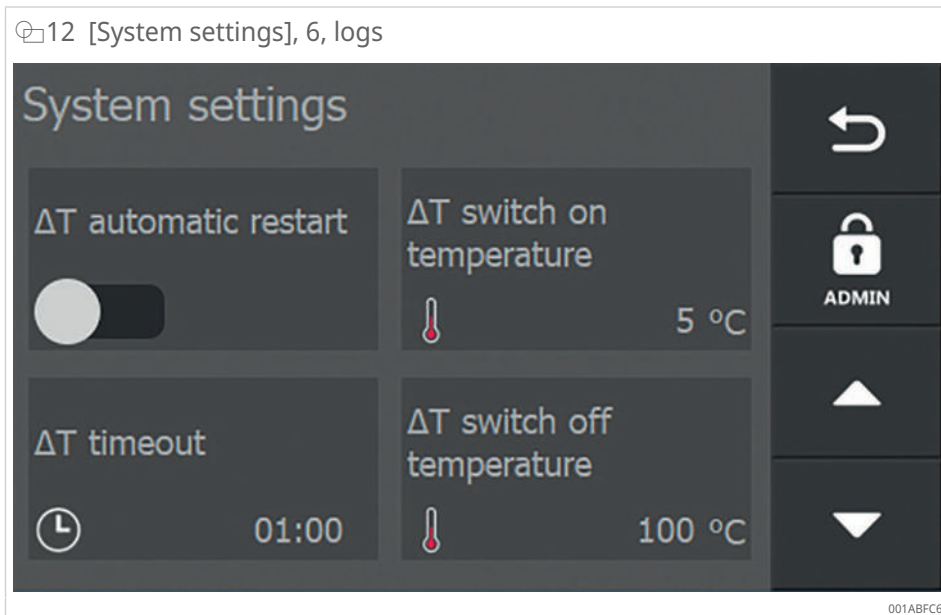 12 [System settings], 6, logs
System settings
ΔT automatic restart
ΔT switch on
temperature
5 °C
ADMIN
ΔT timeout
01:00
ΔT switch off
temperature
100 °C
001ABFC6